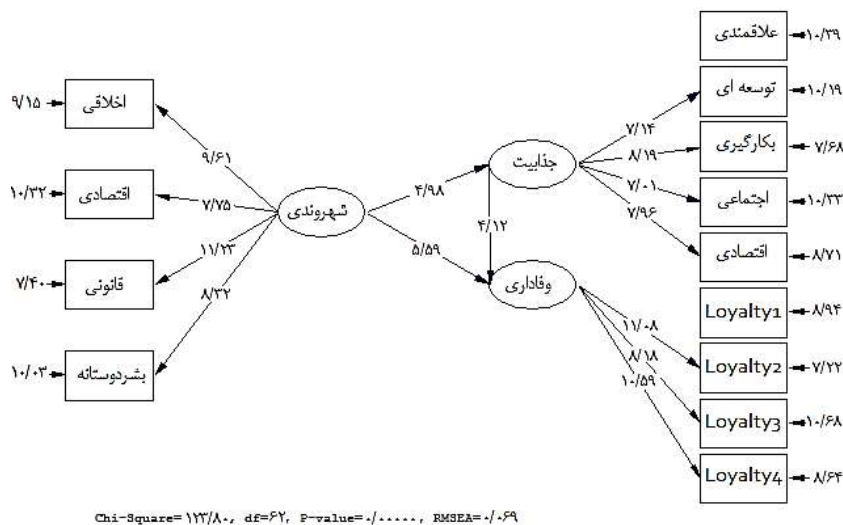 علاقمندی
۱۰/۳۹
توسعه ای
۱۰/۱۹
۹/۱۵
اخلاقی
۷/۱۴
۹/۶۱
۸/۱۹
بکارگیری
۷/۶۸
جذابیت
۱۰/۳۲
اقتصادی
۷/۷۵
شهروندی
۴/۹۸
۷/۰۱
اجتماعی
۱۰/۳۳
۷/۹۶
۴/۱۲
۱۱/۲۳
۵/۵۹
اقتصادی
۸/۷۱
۷/۴۰
قانونی
وفاداری
۸/۳۲
Loyalty1
۸/۹۴
۱۱/۰۸
۱۰/۰۳
بشردوستانه
۸/۱۸
Loyalty2
۷/۲۲
۱۰/۵۹
Loyalty3
۱۰/۶۸
Loyalty4
۸/۶۴
Chi-Square=۱۲۳/۸۰, df=۶۲, P-value=۰/۰۰۰۰۰, RMSEA=۰/۰۶۹